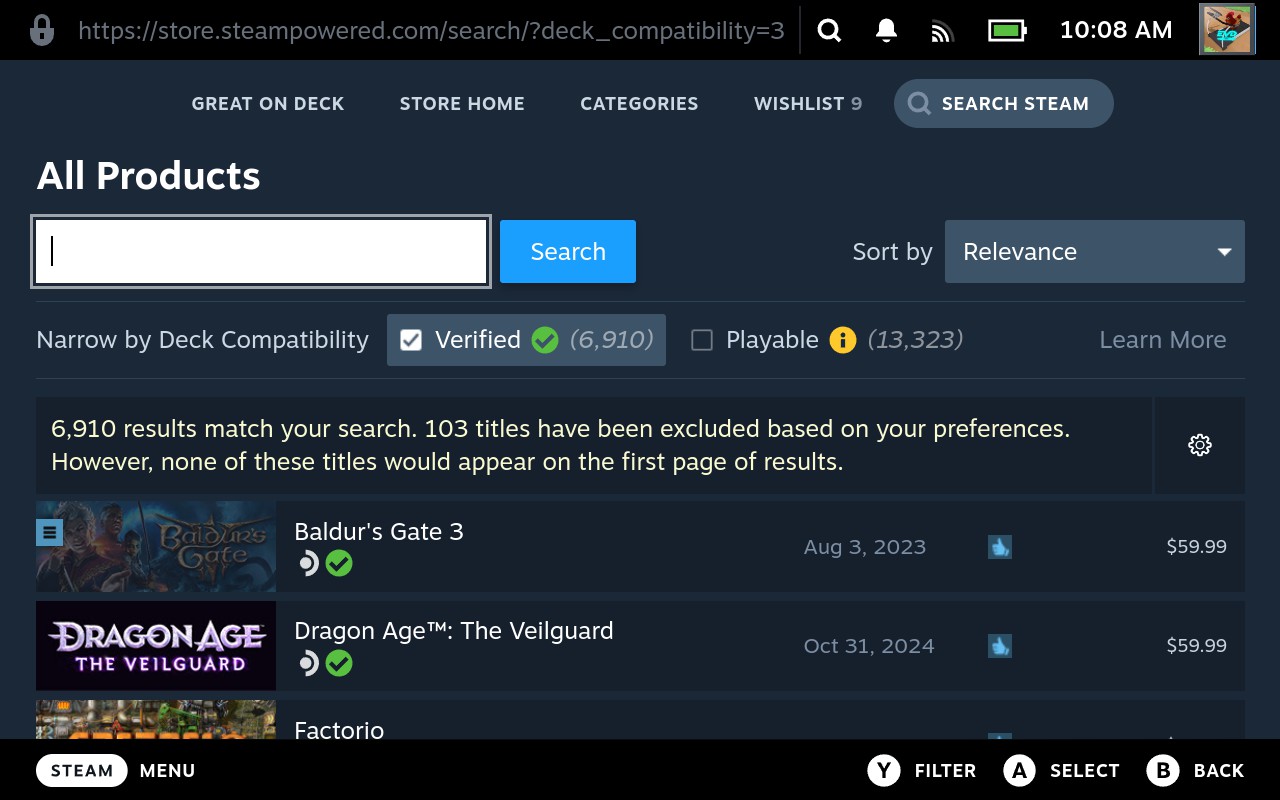 https://store.steampowered.com/search/?deck_compatibility=3
10:08 AM
GREAT ON DECK
STORE HOME
CATEGORIES
WISHLIST 9
SEARCH STEAM
All Products
Search
Sort by
Relevance
Narrow by Deck Compatibility
Verified (6,910)
Playable (13,323)
Learn More
6,910 results match your search. 103 titles have been excluded based on your preferences.
However, none of these titles would appear on the first page of results.
BALDUR'S
GATE
Baldur's Gate 3
Aug 3, 2023
$59.99
DRAGON AGE
THE VEILGUARD
Dragon Age™: The Veilguard
Oct 31, 2024
$59.99
Factorio
STEAM MENU
Y FILTER
A SELECT
B BACK